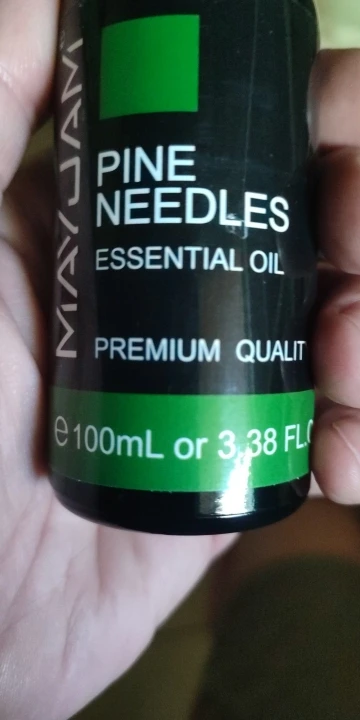 MAYJAM
PINE
NEEDLES
ESSENTIAL OIL
PREMIUM QUALIT
℮100mL or 3.38 FL.